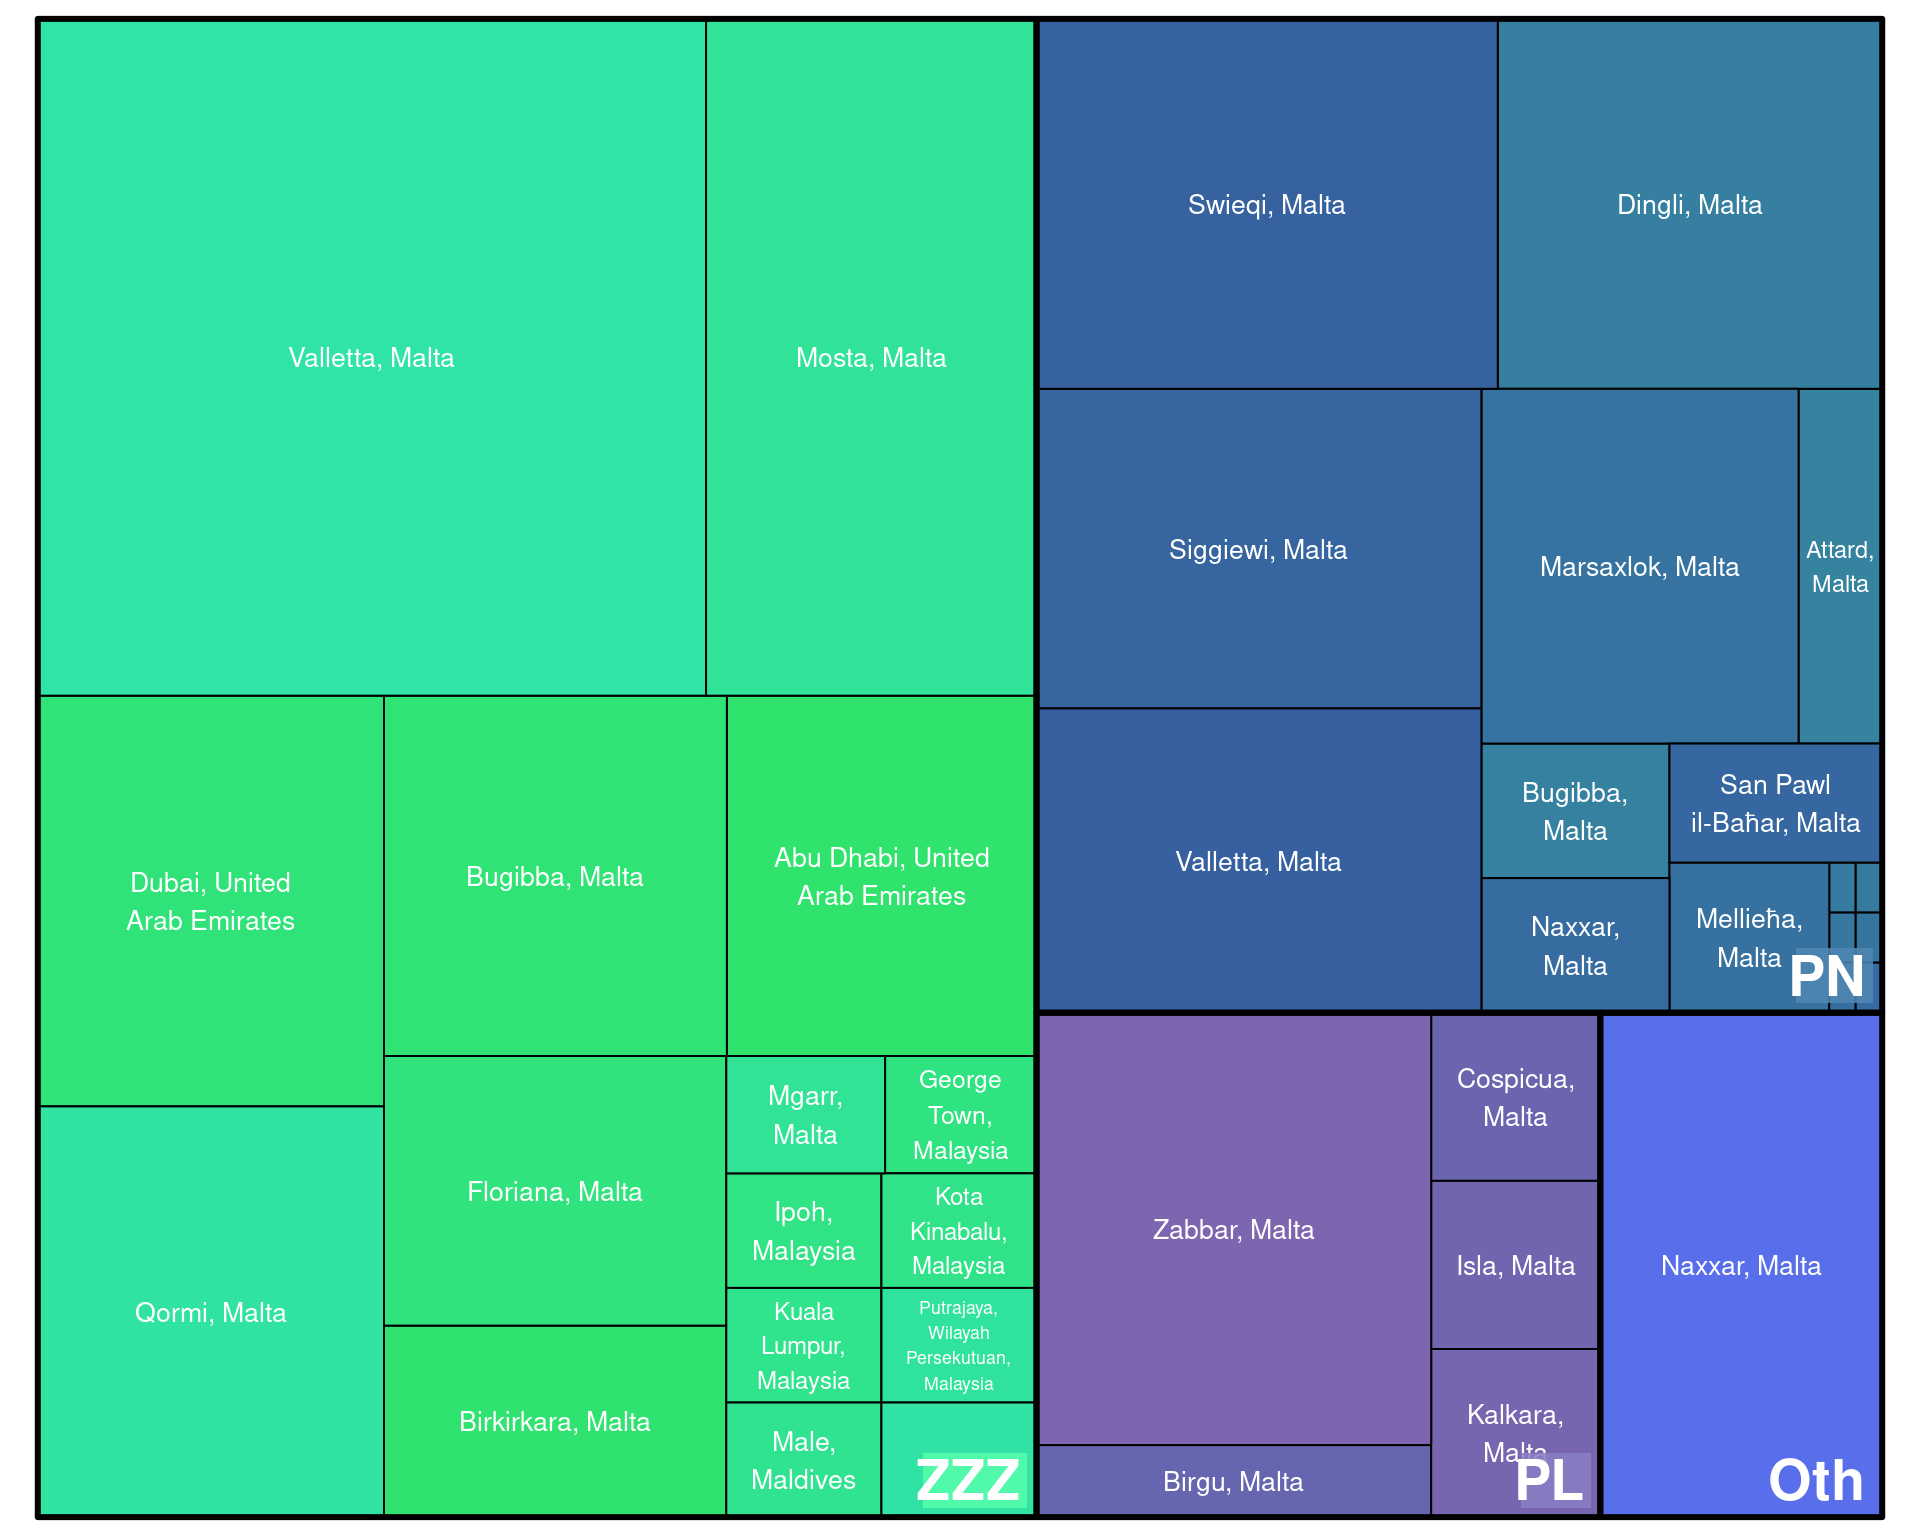 Valletta, Malta
Mosta, Malta
Dubai, United
Arab Emirates
Bugibba, Malta
Abu Dhabi, United
Arab Emirates
Qormi, Malta
Floriana, Malta
Birkirkara, Malta
Mgarr,
Malta
George
Town,
Malaysia
Ipoh,
Malaysia
Kota
Kinabalu,
Malaysia
Kuala
Lumpur,
Malaysia
Putrajaya,
Wilayah
Persekutuan,
Malaysia
Male,
Maldives
ZZZ
Swieqi, Malta
Dingli, Malta
Siggiewi, Malta
Marsaxlok, Malta
Attard,
Malta
Valletta, Malta
Bugibba,
Malta
San Pawl
il-Baħar, Malta
Naxxar,
Malta
Mellieħa,
Malta
PN
Zabbar, Malta
Cospicua,
Malta
Isla, Malta
Kalkara,
Malta
Birgu, Malta
PL
Naxxar, Malta
Oth